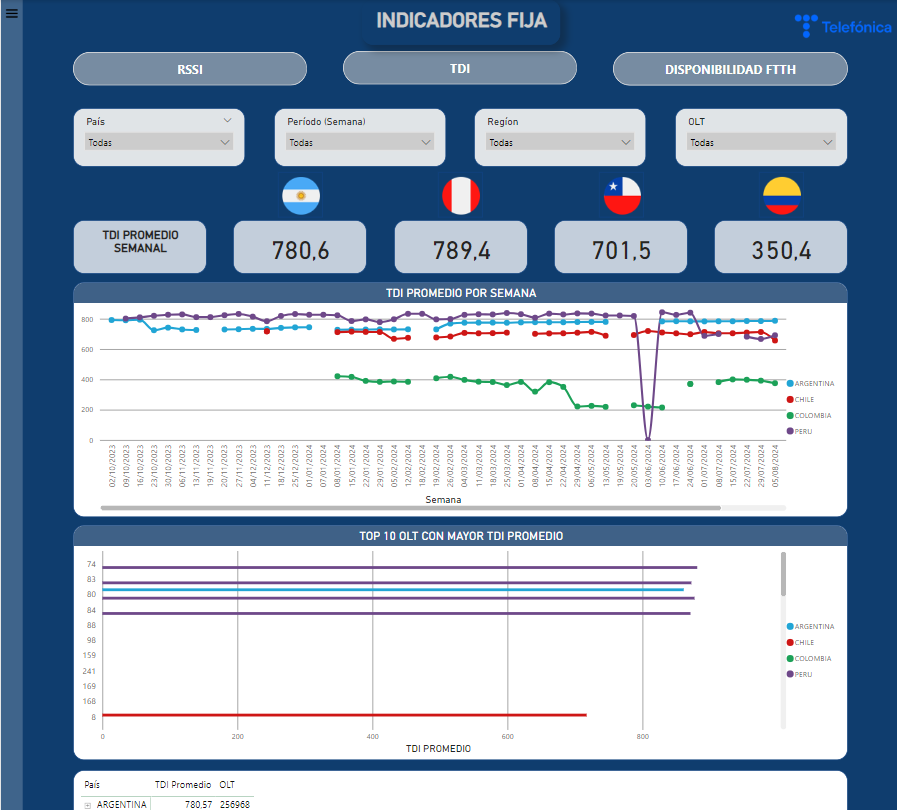 INDICADORES FIJA
Telefónica
RSSI
TDI
DISPONIBILIDAD FTTH
País
Todas
Período (Semana)
Todas
Regíon
Todas
OLT
Todas
TDI PROMEDIO
SEMANAL
780,6
789,4
701,5
350,4
TDI PROMEDIO POR SEMANA
800
600
400
200
0
ARGENTINA
CHILE
COLOMBIA
PERU
02/10/2023
09/10/2023
16/10/2023
23/10/2023
30/10/2023
06/11/2023
13/11/2023
19/11/2023
20/11/2023
27/11/2023
04/12/2023
11/12/2023
18/12/2023
25/12/2023
01/01/2024
07/01/2024
08/01/2024
15/01/2024
22/01/2024
29/01/2024
05/02/2024
12/02/2024
18/02/2024
19/02/2024
26/02/2024
04/03/2024
11/03/2024
18/03/2024
25/03/2024
01/04/2024
08/04/2024
15/04/2024
22/04/2024
29/04/2024
06/05/2024
13/05/2024
19/05/2024
20/05/2024
03/06/2024
10/06/2024
17/06/2024
24/06/2024
01/07/2024
08/07/2024
15/07/2024
22/07/2024
29/07/2024
05/08/2024
Semana
TOP 10 OLT CON MAYOR TDI PROMEDIO
74
83
80
84
88
98
159
241
169
168
8
0
200
400
600
800
TDI PROMEDIO
ARGENTINA
CHILE
COLOMBIA
PERU
País TDI Promedio OLT
ARGENTINA 780,57 256968